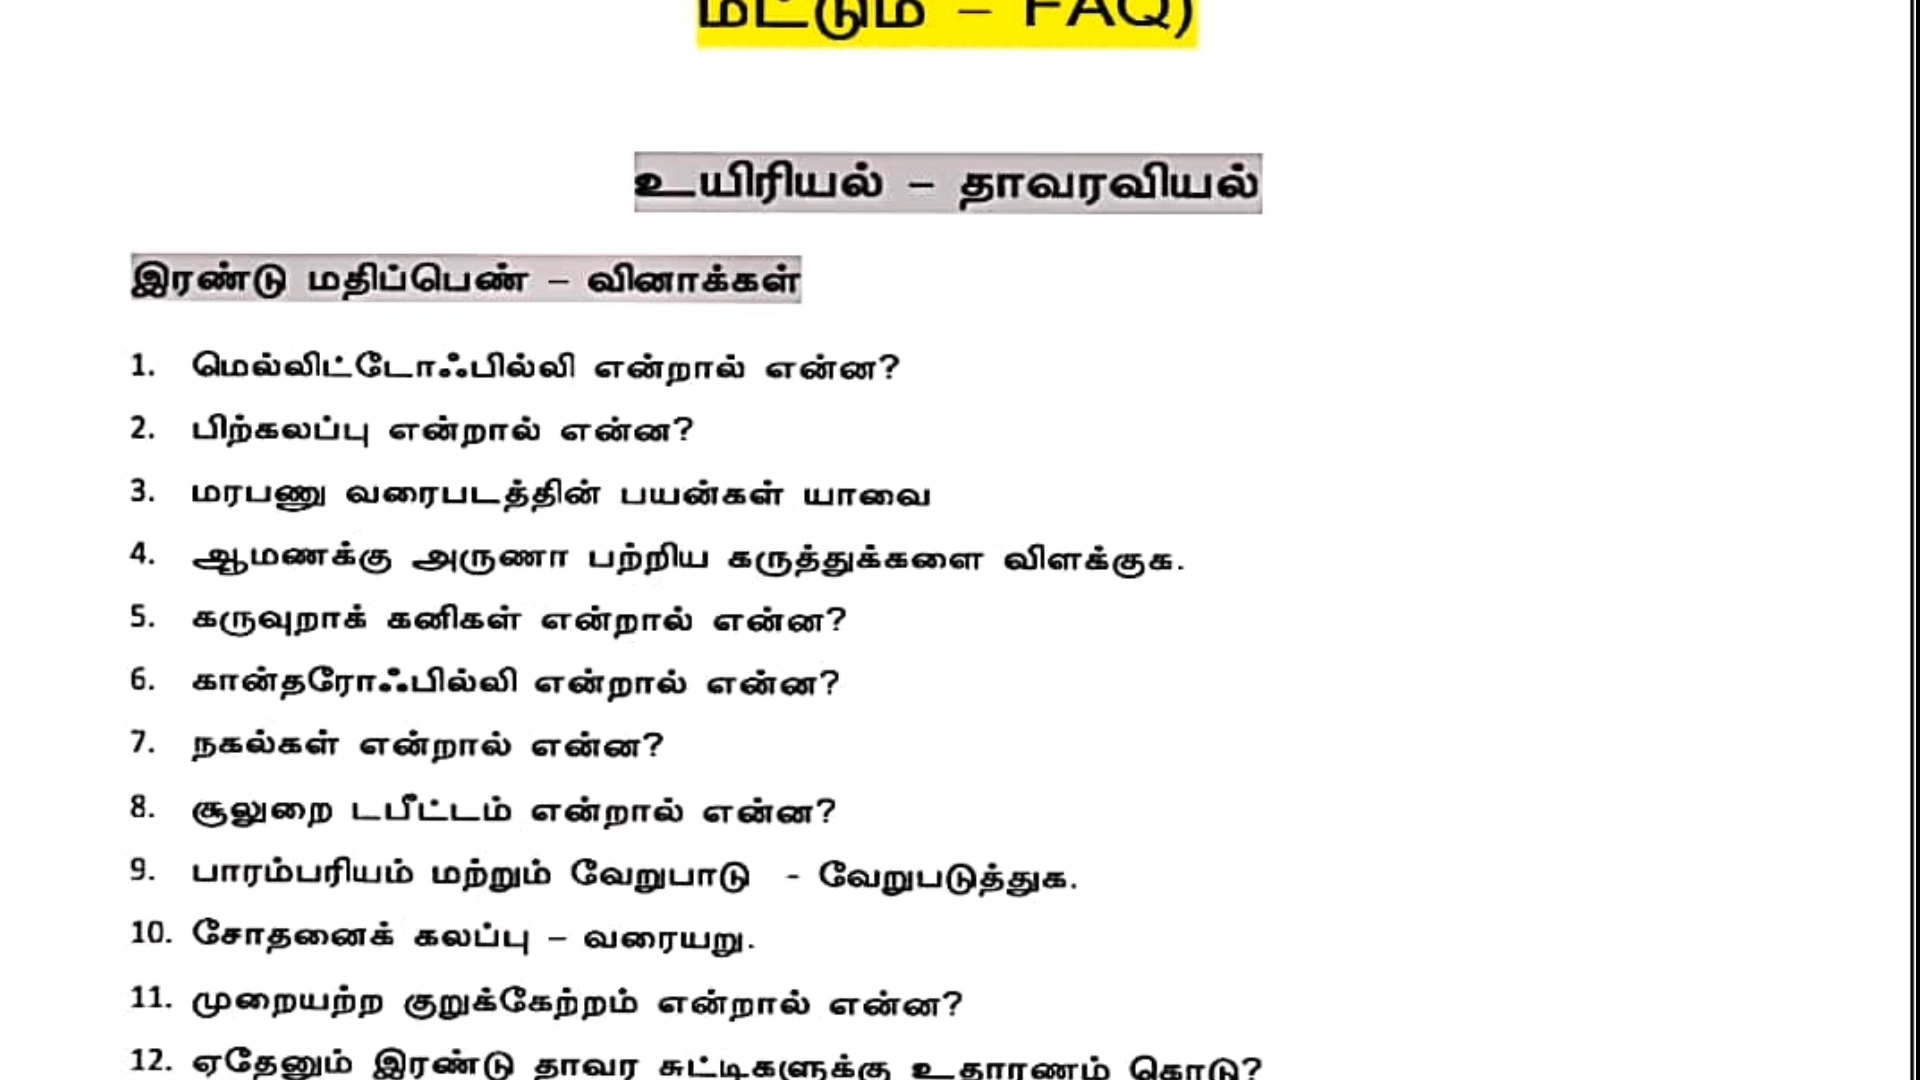 மட்டும் – FAQ)
உயிரியல் – தாவரவியல்
இரண்டு மதிப்பெண் – வினாக்கள்
1. மெல்லிட்டோஃபில்லி என்றால் என்ன?
2. பிற்கலப்பு என்றால் என்ன?
3. மரபணு வரைபடத்தின் பயன்கள் யாவை
4. ஆமணக்கு அருணா பற்றிய கருத்துக்களை விளக்குக.
5. கருவுறாக் கனிகள் என்றால் என்ன?
6. கான்தரோஃபில்லி என்றால் என்ன?
7. நகல்கள் என்றால் என்ன?
8. சூலுறை டபீட்டம் என்றால் என்ன?
9. பாரம்பரியம் மற்றும் வேறுபாடு - வேறுபடுத்துக.
10. சோதனைக் கலப்பு – வரையறு.
11. முறையற்ற குறுக்கேற்றம் என்றால் என்ன?
12. ஏதேனும் இரண்டு தாவர சுட்டிகளுக்கு உதாரணம் கொடு?